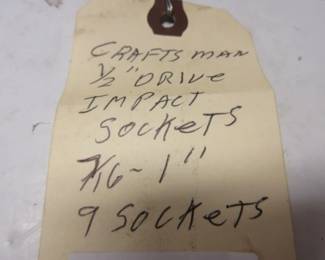 CRAFTSMAN
1/2" DRIVE
IMPACT
SOCKETS
7/16-1"
9 SOCKETS